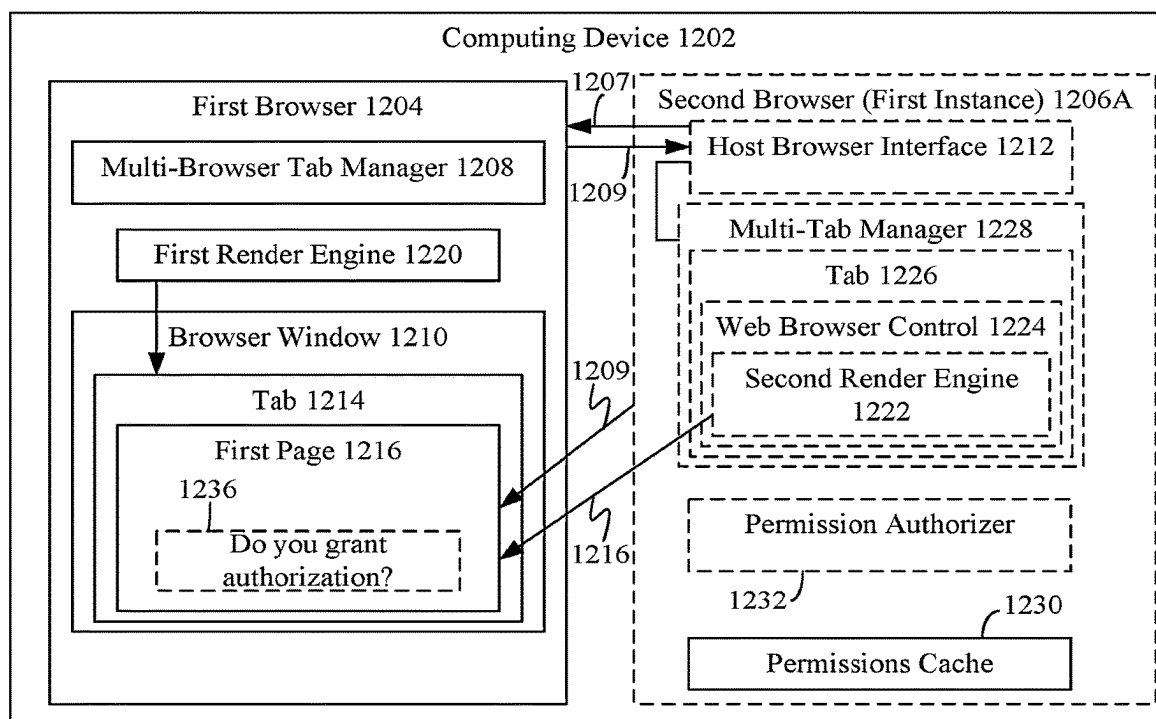 Computing Device 1202
First Browser 1204
Multi-Browser Tab Manager 1208
First Render Engine 1220
Browser Window 1210
Tab 1214
First Page 1216
1236
Do you grant
authorization?
1207
1209
1209
1216
Second Browser (First Instance) 1206A
Host Browser Interface 1212
Multi-Tab Manager 1228
Tab 1226
Web Browser Control 1224
Second Render Engine
1222
Permission Authorizer
1232
1230
Permissions Cache